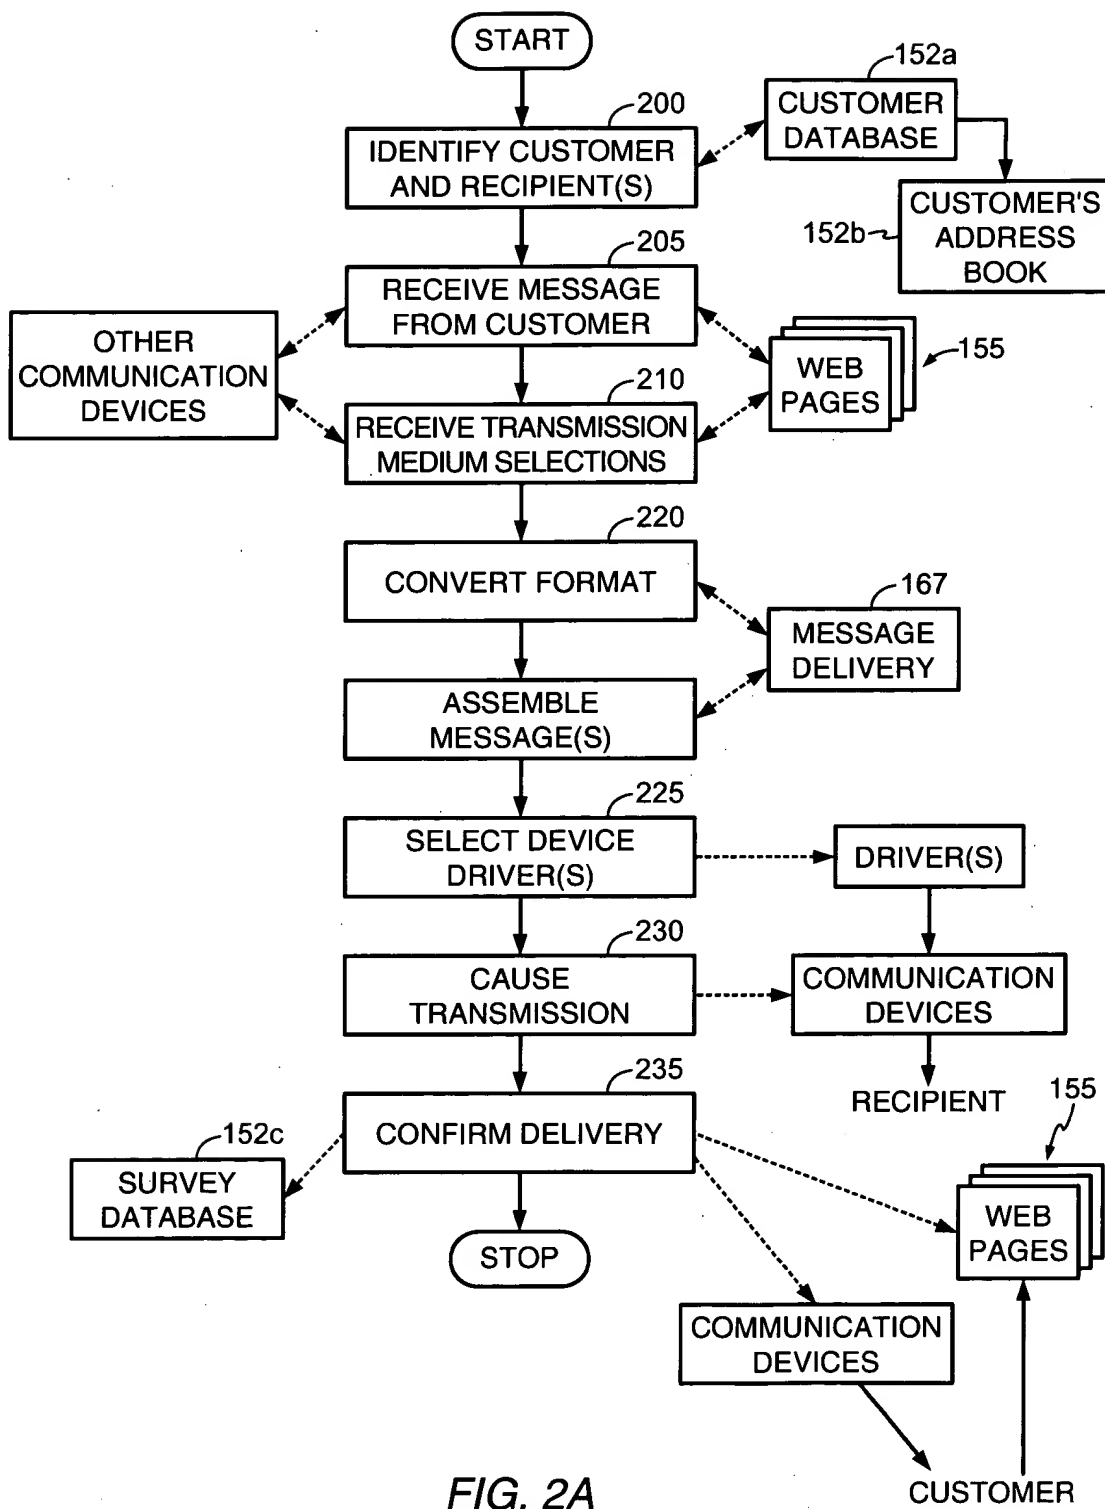 START
152a
200
CUSTOMER
DATABASE
IDENTIFY CUSTOMER
AND RECIPIENT(S)
CUSTOMER'S
ADDRESS
BOOK
152b
205
RECEIVE MESSAGE
FROM CUSTOMER
OTHER
COMMUNICATION
DEVICES
WEB
PAGES
155
210
RECEIVE TRANSMISSION
MEDIUM SELECTIONS
220
CONVERT FORMAT
167
MESSAGE
DELIVERY
ASSEMBLE
MESSAGE(S)
225
SELECT DEVICE
DRIVER(S)
DRIVER(S)
230
CAUSE
TRANSMISSION
COMMUNICATION
DEVICES
RECIPIENT
235
CONFIRM DELIVERY
155
152c
SURVEY
DATABASE
WEB
PAGES
STOP
COMMUNICATION
DEVICES
CUSTOMER
FIG. 2A